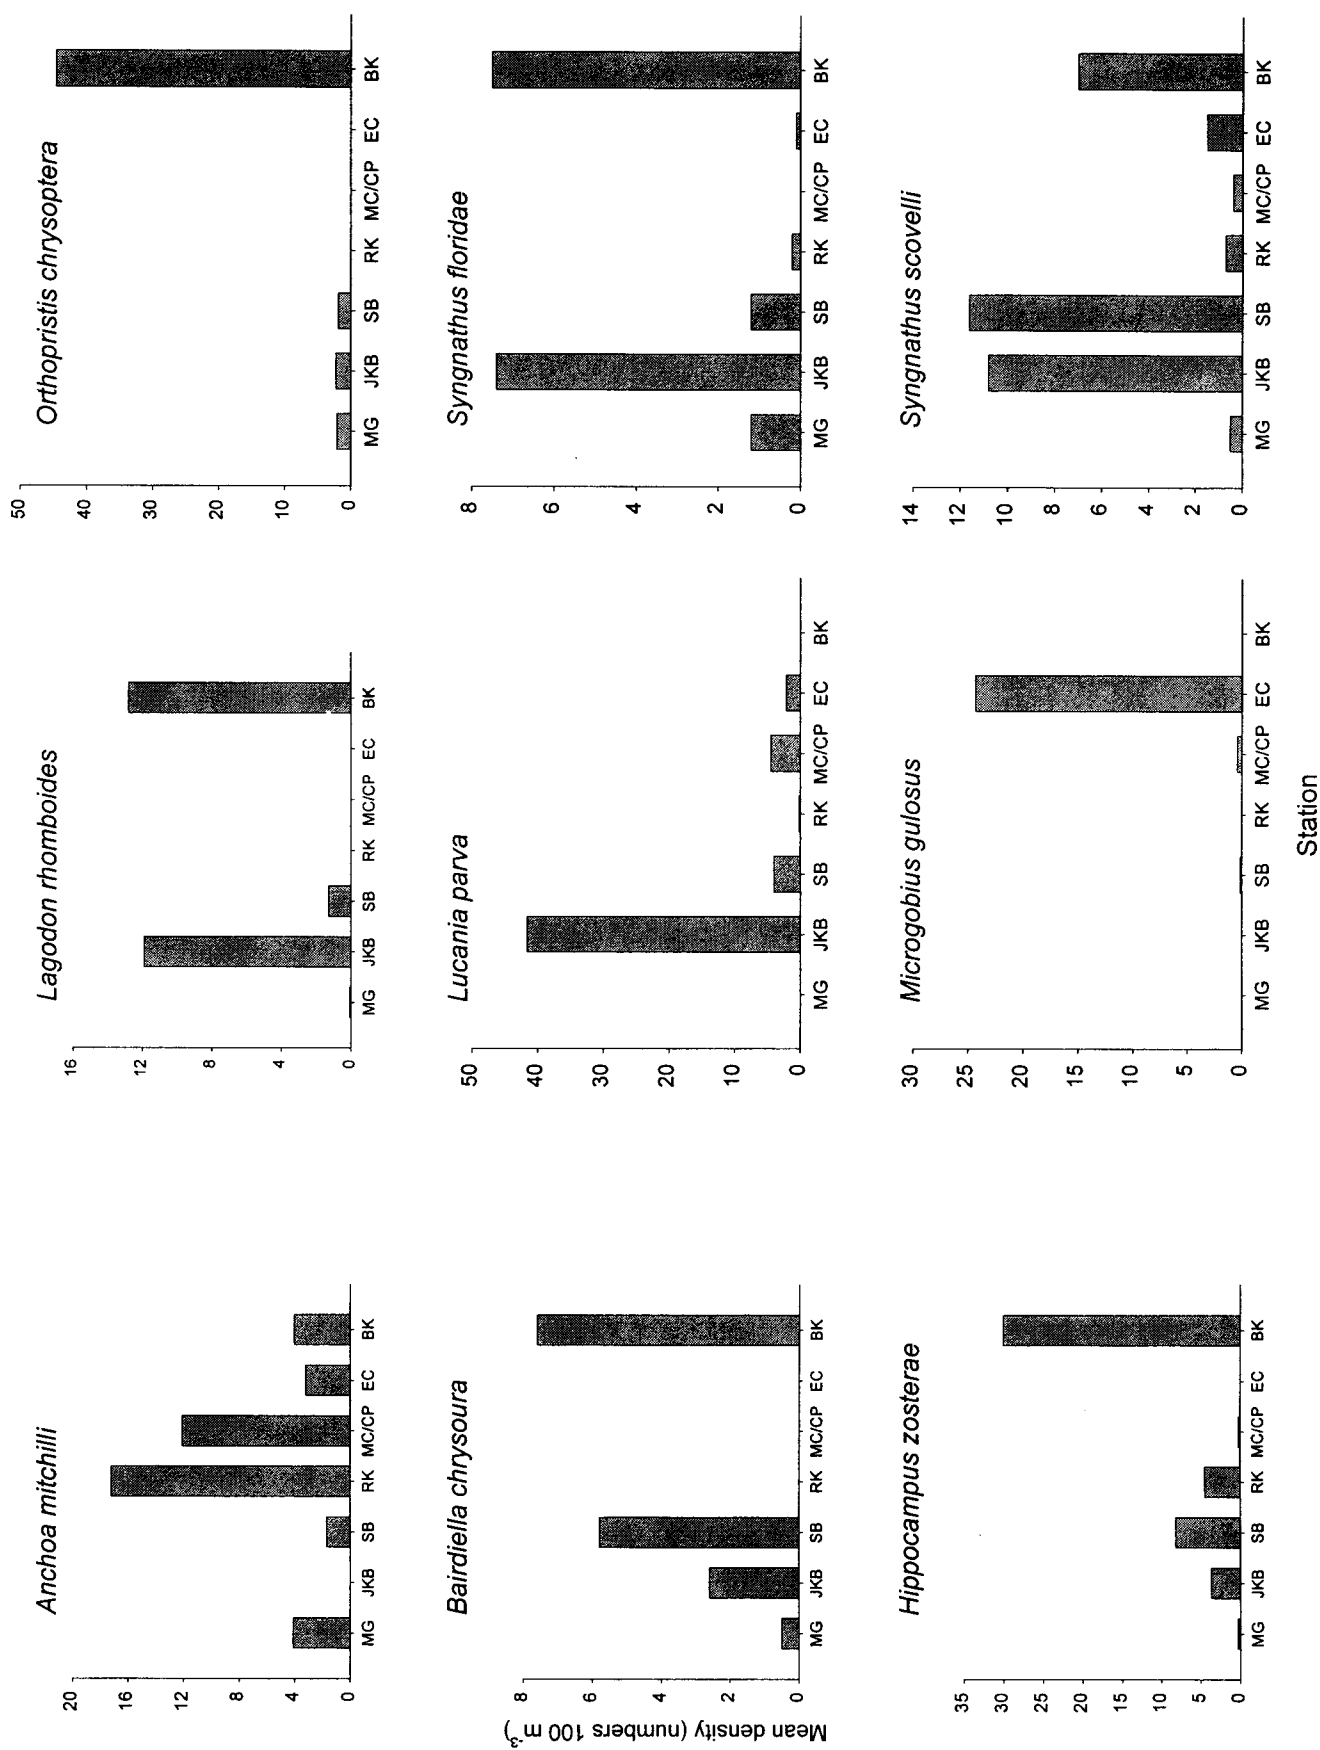 Anchoa mitchilli
20
16
12
8
4
0
MG JKB SB RK MC/CP EC BK
Lagodon rhomboides
16
12
8
4
0
MG JKB SB RK MC/CP EC BK
Orthopristis chrysoptera
50
40
30
20
10
0
MG JKB SB RK MC/CP EC BK
Mean density (numbers 100 m⁻³)
Bairdiella chrysoura
8
6
4
2
0
MG JKB SB RK MC/CP EC BK
Lucania parva
50
40
30
20
10
0
MG JKB SB RK MC/CP EC BK
Syngnathus floridae
8
6
4
2
0
MG JKB SB RK MC/CP EC BK
Hippocampus zosterae
35
30
25
20
15
10
5
0
MG JKB SB RK MC/CP EC BK
Microgobius gulosus
30
25
20
15
10
5
0
MG JKB SB RK MC/CP EC BK
Syngnathus scovelli
14
12
10
8
6
4
2
0
MG JKB SB RK MC/CP EC BK
Station